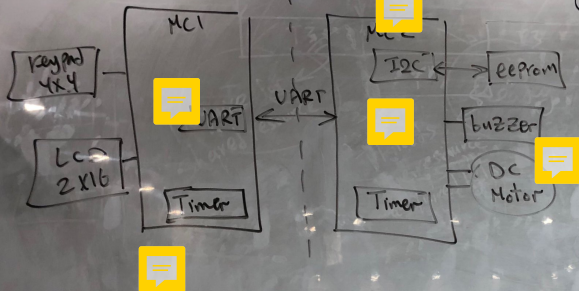 MC1
Keypad
4x4
LCD
2x16
UART
Timer
UART
I2C
eeprom
buzzer
DC
Motor
Timer